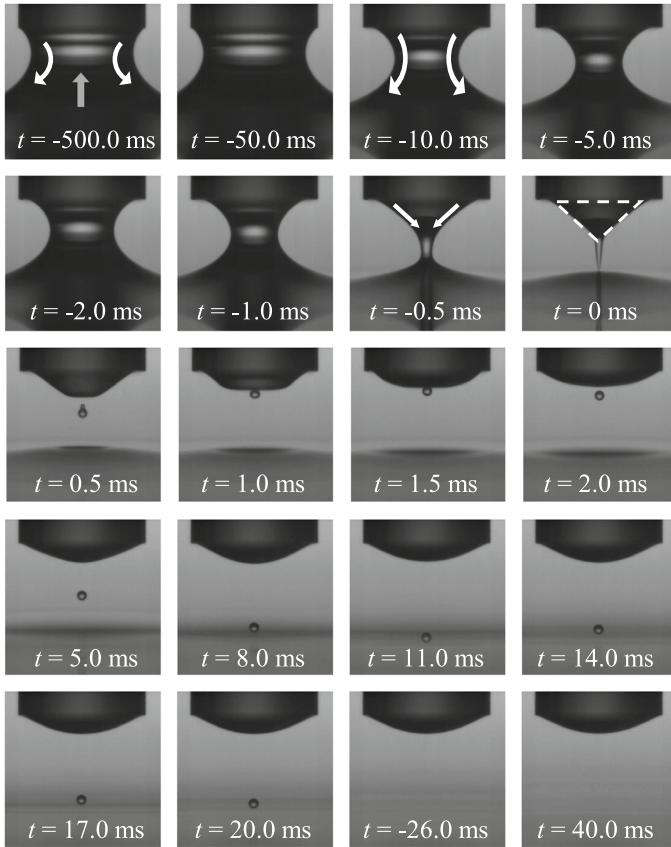 t = -500.0 ms
t = -50.0 ms
t = -10.0 ms
t = -5.0 ms
t = -2.0 ms
t = -1.0 ms
t = -0.5 ms
t = 0 ms
t = 0.5 ms
t = 1.0 ms
t = 1.5 ms
t = 2.0 ms
t = 5.0 ms
t = 8.0 ms
t = 11.0 ms
t = 14.0 ms
t = 17.0 ms
t = 20.0 ms
t = -26.0 ms
t = 40.0 ms